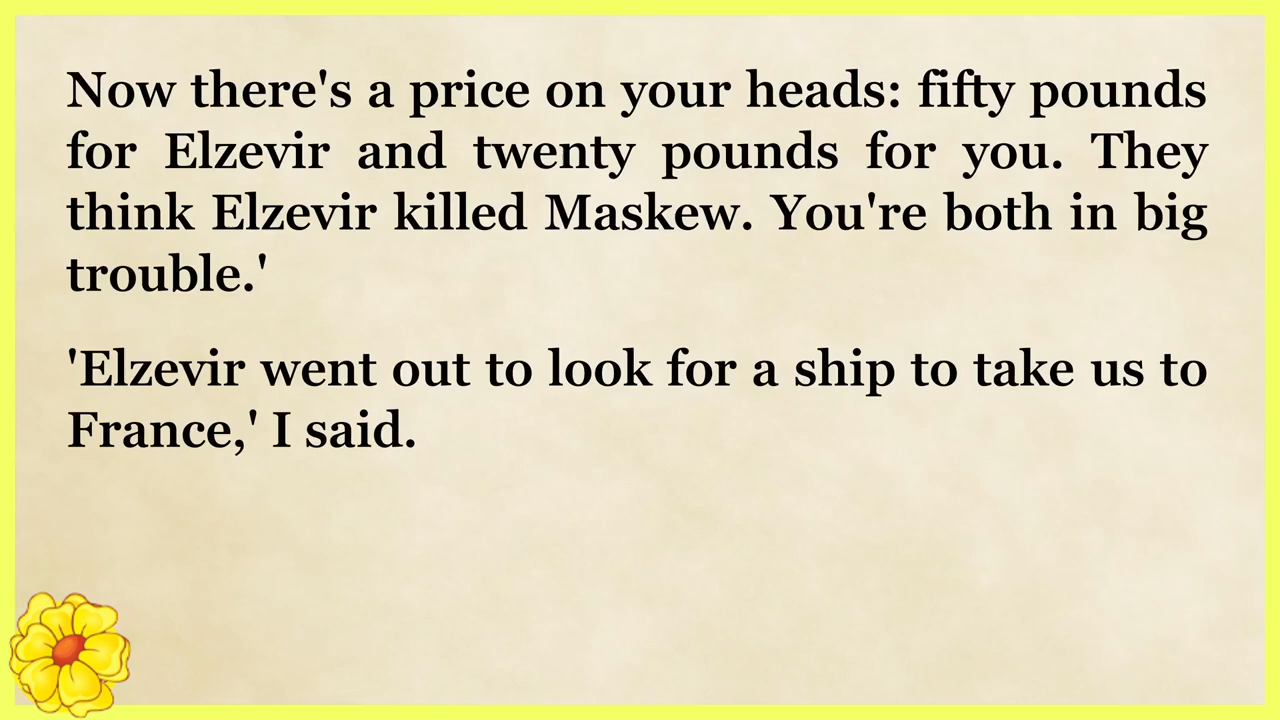 Now there's a price on your heads: fifty pounds
for Elzevir and twenty pounds for you. They
think Elzevir killed Maskew. You're both in big
trouble.'
'Elzevir went out to look for a ship to take us to
France,' I said.